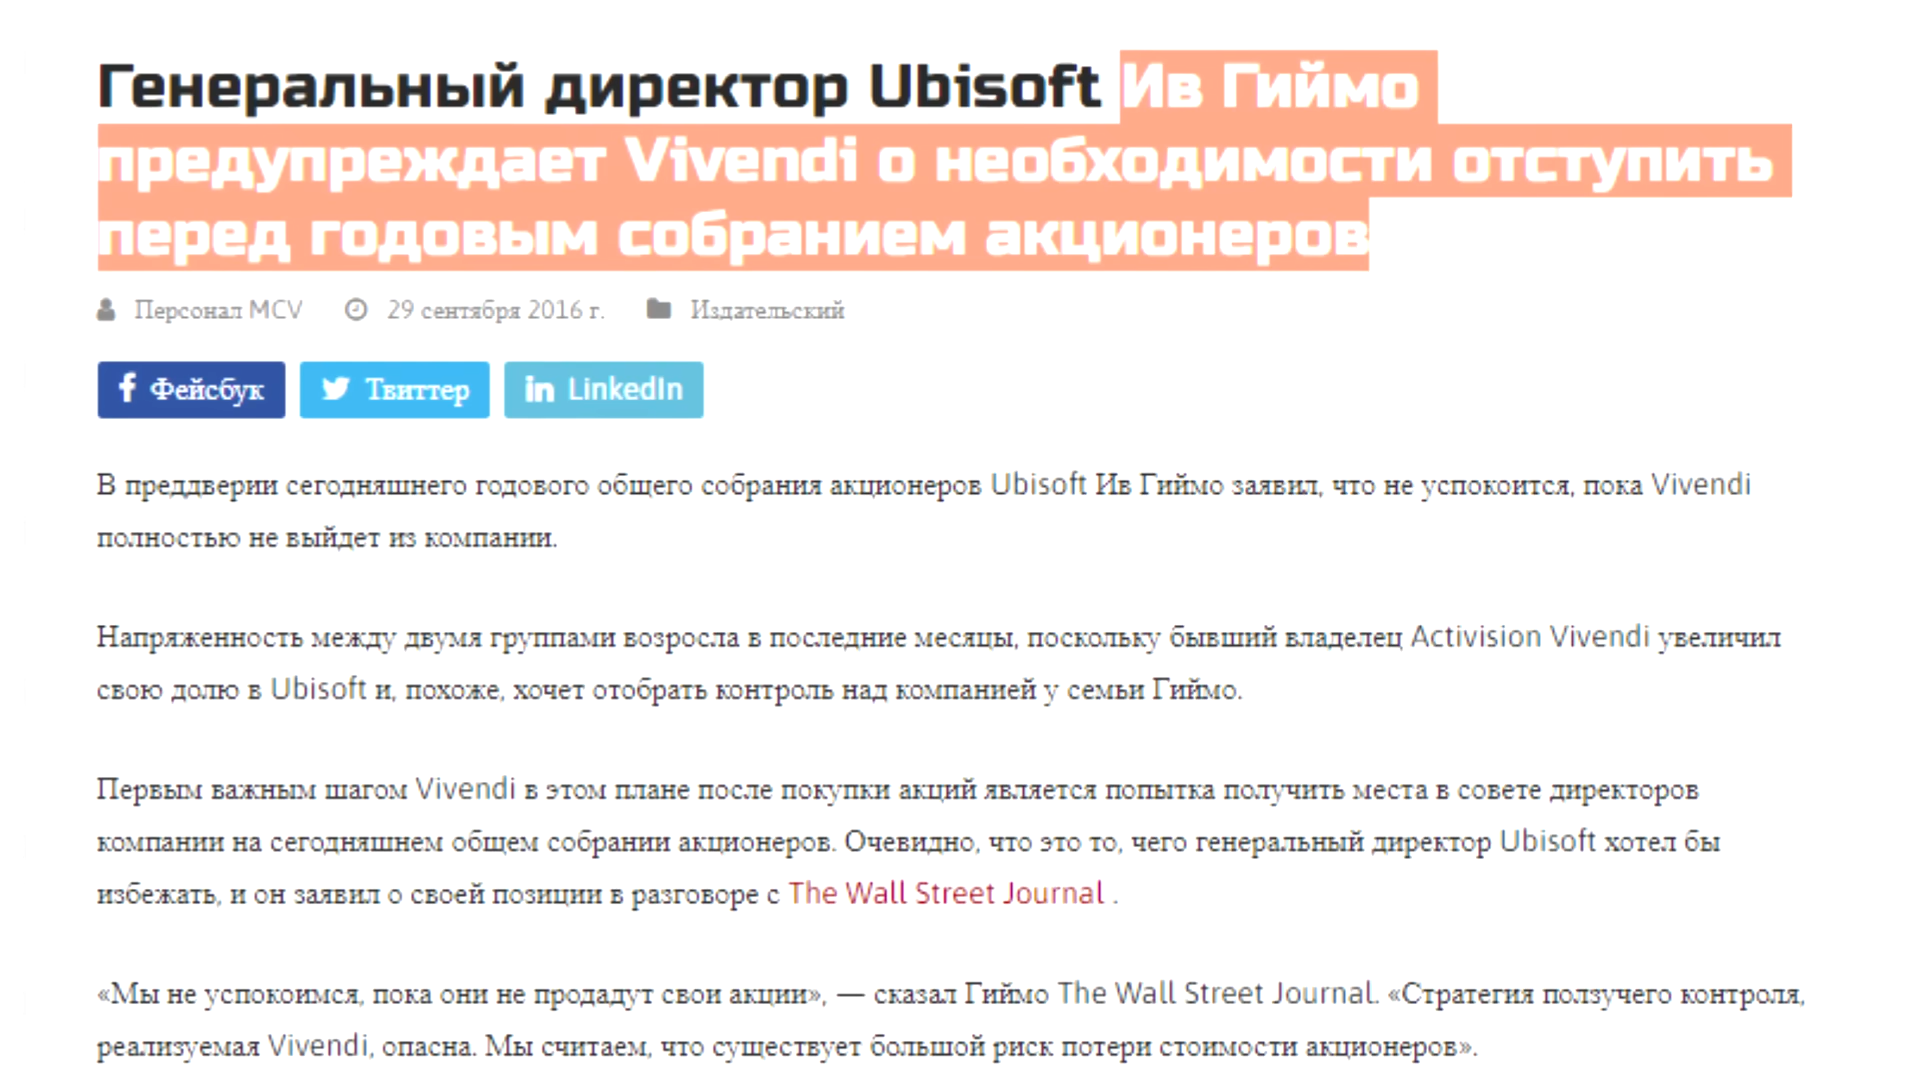 Генеральный директор Ubisoft Ив Гиймо
предупреждает Vivendi о необходимости отступить
перед годовым собранием акционеров
Персонал MCV 29 сентября 2016 г. Издательский
Фейсбук Твиттер LinkedIn
В преддверии сегодняшнего годового общего собрания акционеров Ubisoft Ив Гиймо заявил, что не успокоится, пока Vivendi
полностью не выйдет из компании.
Напряженность между двумя группами возросла в последние месяцы, поскольку бывший владелец Activision Vivendi увеличил
свою долю в Ubisoft и, похоже, хочет отобрать контроль над компанией у семьи Гиймо.
Первым важным шагом Vivendi в этом плане после покупки акций является попытка получить места в совете директоров
компании на сегодняшнем общем собрании акционеров. Очевидно, что это то, чего генеральный директор Ubisoft хотел бы
избежать, и он заявил о своей позиции в разговоре с The Wall Street Journal .
«Мы не успокоимся, пока они не продадут свои акции», — сказал Гиймо The Wall Street Journal. «Стратегия ползучего контроля,
реализуемая Vivendi, опасна. Мы считаем, что существует большой риск потери стоимости акционеров».